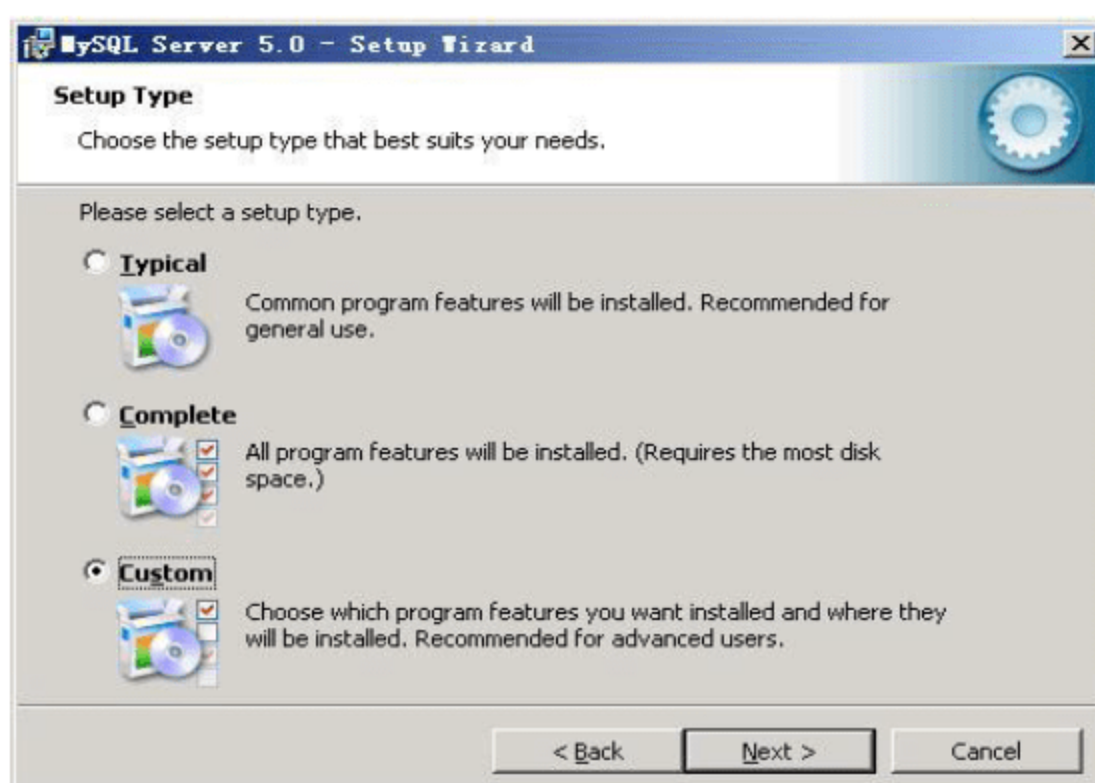 MySQL Server 5.0 - Setup Wizard
Setup Type
Choose the setup type that best suits your needs.
Please select a setup type.
Typical
Common program features will be installed. Recommended for
general use.
Complete
All program features will be installed. (Requires the most disk
space.)
Custom
Choose which program features you want installed and where they
will be installed. Recommended for advanced users.
< Back Next > Cancel